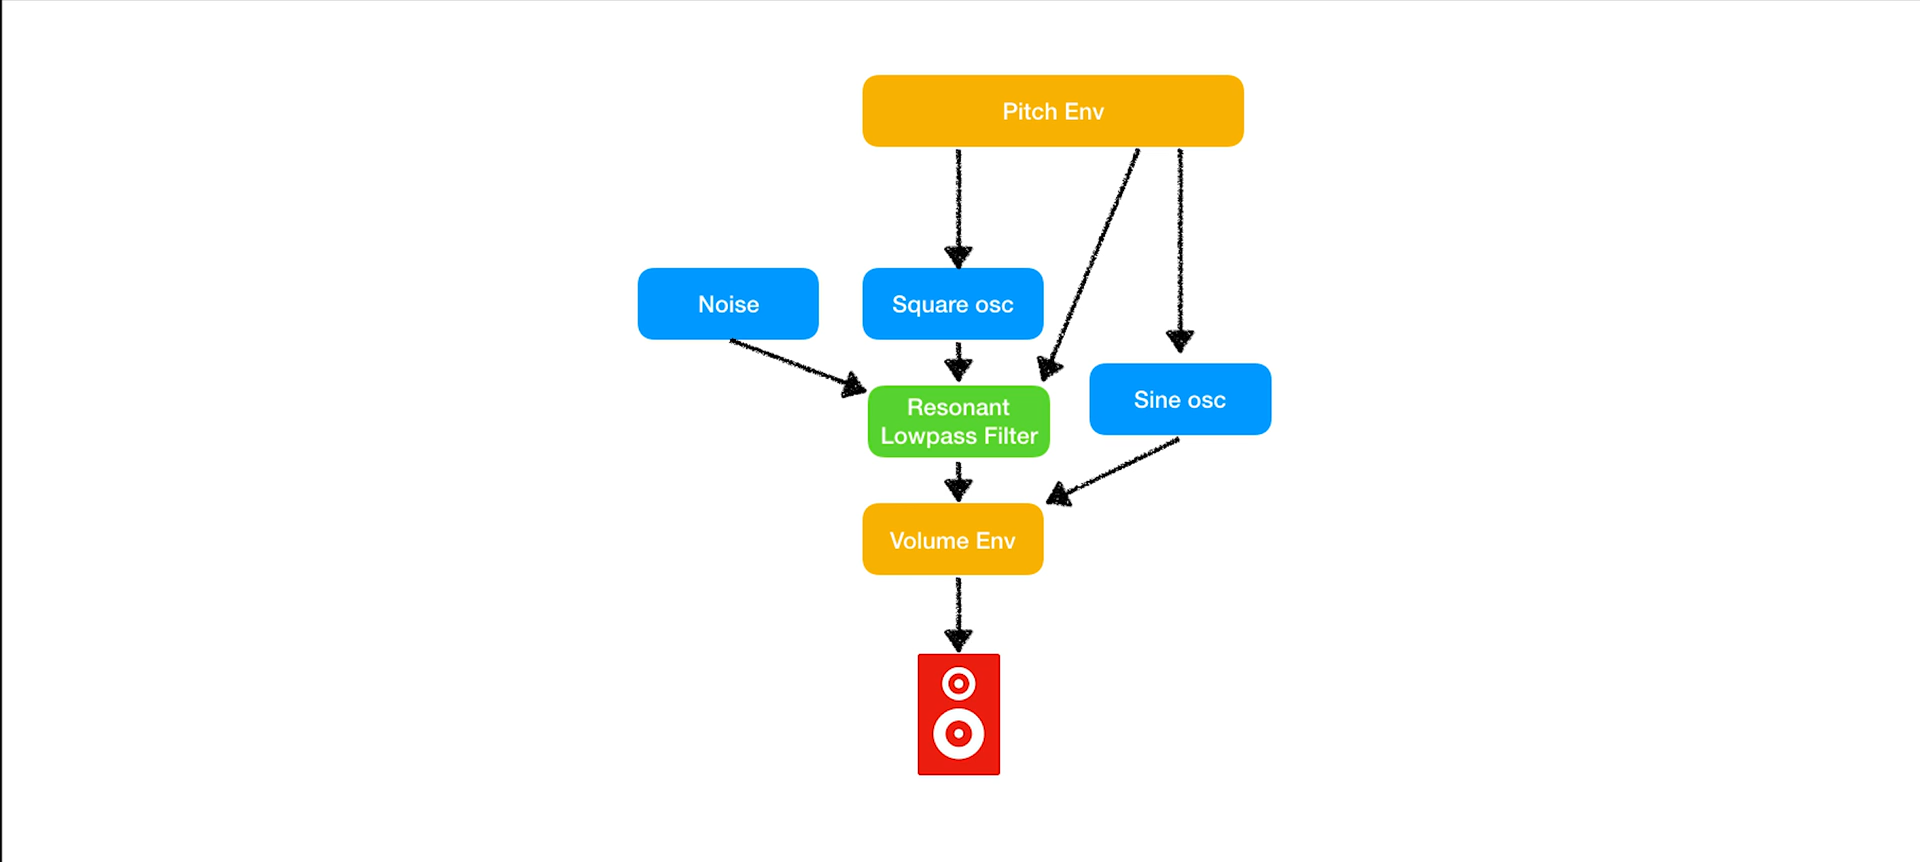 Pitch Env
Noise
Square osc
Sine osc
Resonant
Lowpass Filter
Volume Env